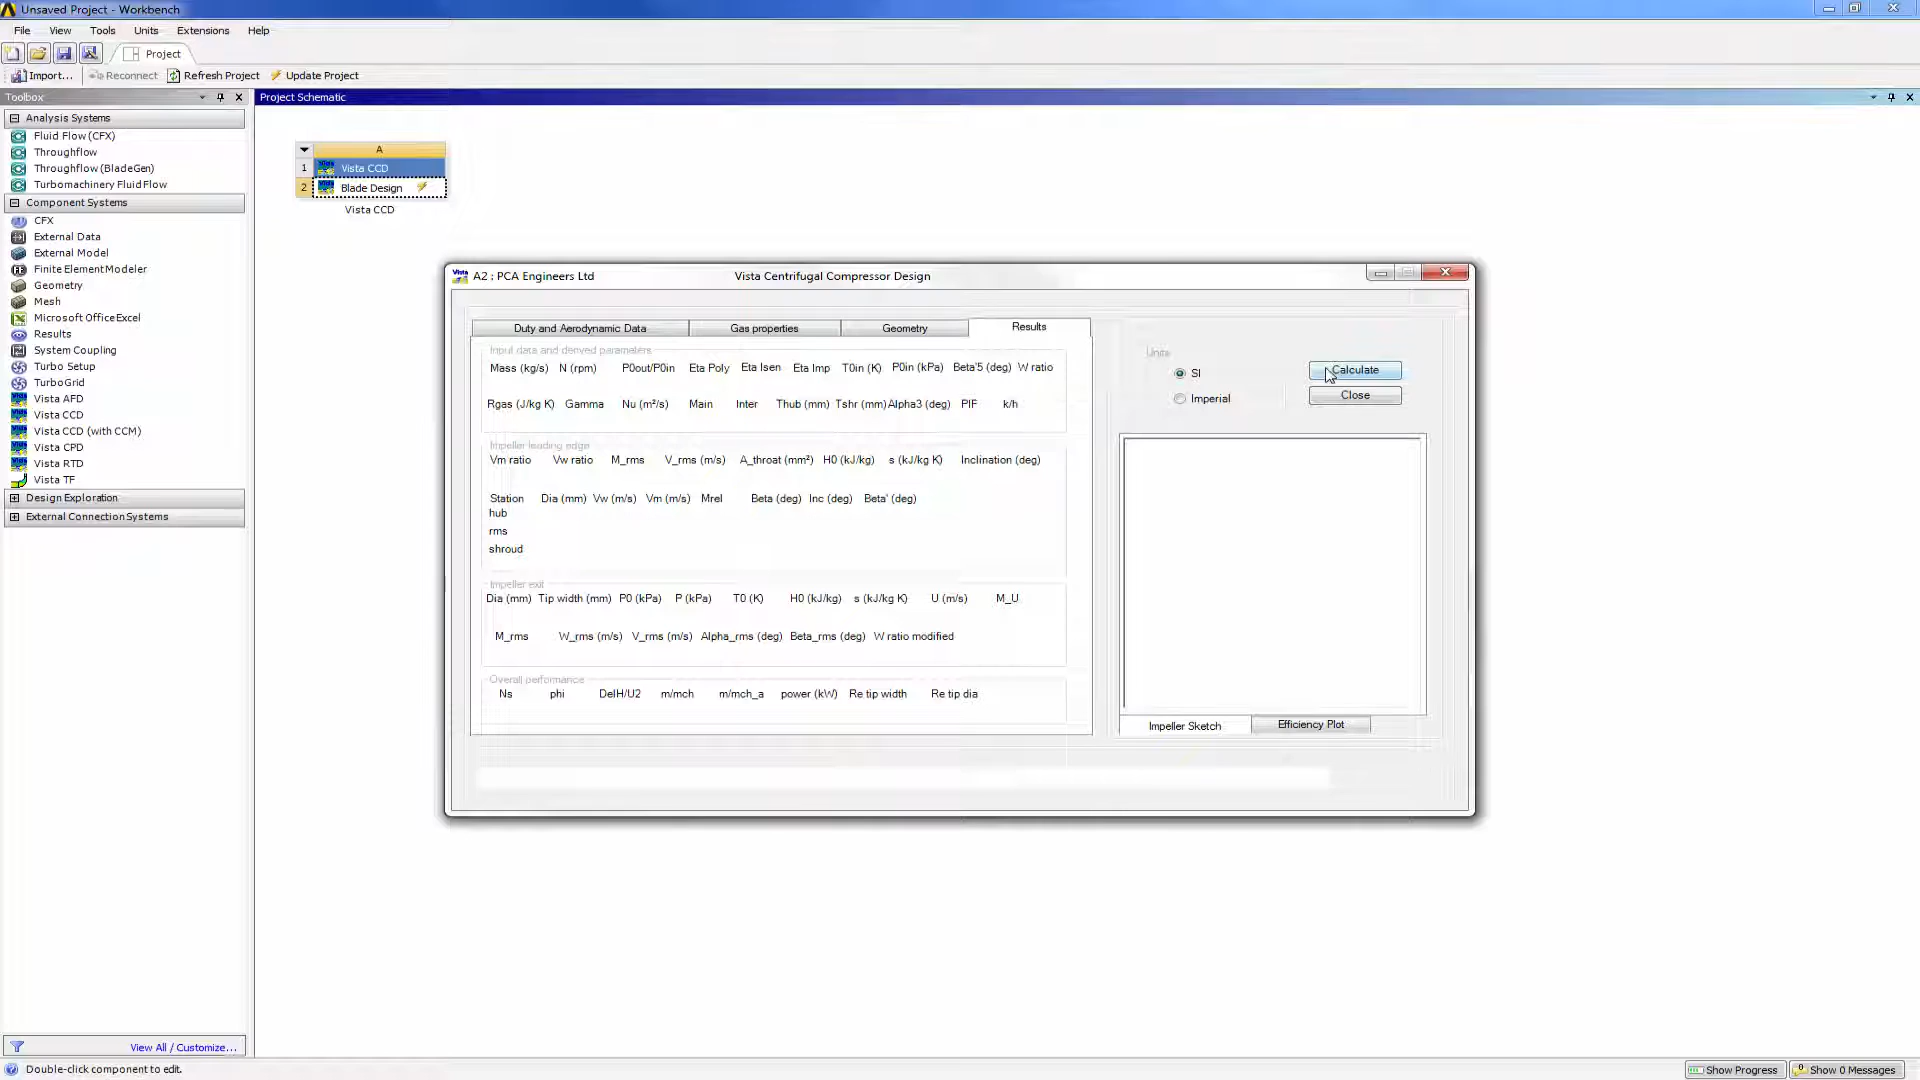 Unsaved Project - Workbench
File View Tools Units Extensions Help
Project
Import... Reconnect Refresh Project Update Project
Toolbox
Project Schematic
Analysis Systems
Fluid Flow (CFX)
Throughflow
Throughflow (BladeGen)
Turbomachinery Fluid Flow
Component Systems
CFX
External Data
External Model
Finite Element Modeler
Geometry
Mesh
Microsoft Office Excel
Results
System Coupling
Turbo Setup
TurboGrid
Vista AFD
Vista CCD
Vista CCD (with CCM)
Vista CPD
Vista RTD
Vista TF
Design Exploration
External Connection Systems
View All / Customize...
A
1 Vista CCD
2 Blade Design
Vista CCD
A2 : PCA Engineers Ltd Vista Centrifugal Compressor Design
Duty and Aerodynamic Data Gas properties Geometry Results
Input data and derived parameters
Mass (kg/s) N (rpm) P0out/P0in Eta Poly Eta Isen Eta Imp T0in (K) P0in (kPa) Beta'5 (deg) W ratio
Rgas (J/kg K) Gamma Nu (m²/s) Main Inter Thub (mm) Tshr (mm) Alpha3 (deg) PIF k/h
Impeller leading edge
Vm ratio Vw ratio M_rms V_rms (m/s) A_throat (mm²) H0 (kJ/kg) s (kJ/kg K) Inclination (deg)
Station Dia (mm) Vw (m/s) Vm (m/s) Mrel Beta (deg) Inc (deg) Beta' (deg)
hub
rms
shroud
Impeller exit
Dia (mm) Tip width (mm) P0 (kPa) P (kPa) T0 (K) H0 (kJ/kg) s (kJ/kg K) U (m/s) M_U
M_rms W_rms (m/s) V_rms (m/s) Alpha_rms (deg) Beta_rms (deg) W ratio modified
Overall performance
Ns phi DelH/U2 m/mch m/mch_a power (kW) Re tip width Re tip dia
Units
SI
Imperial
Calculate
Close
Impeller Sketch Efficiency Plot
Double-click component to edit.
Show Progress Show 0 Messages